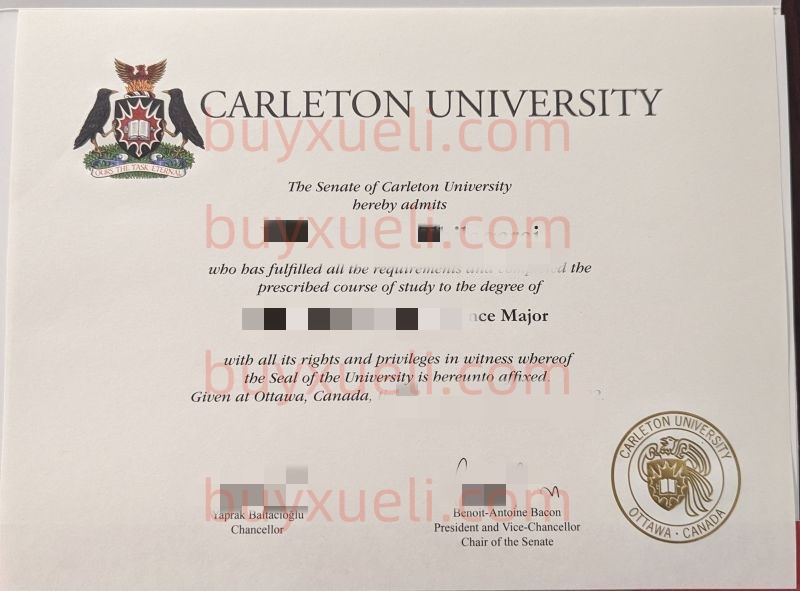 CARLETON UNIVERSITY
OURS THE TASK ETERNAL
buyxueli.com
The Senate of Carleton University
hereby admits
buyxueli.com
who has fulfilled all the requirements and completed the
prescribed course of study to the degree of
nce Major
with all its rights and privileges in witness whereof
buyxueli.com
the Seal of the University is hereunto affixed.
Given at Ottawa, Canada,
CARLETON UNIVERSITY
OTTAWA · CANADA
buyxueli.com
Yaprak Baltacioğlu
Chancellor
Benoit-Antoine Bacon
President and Vice-Chancellor
Chair of the Senate